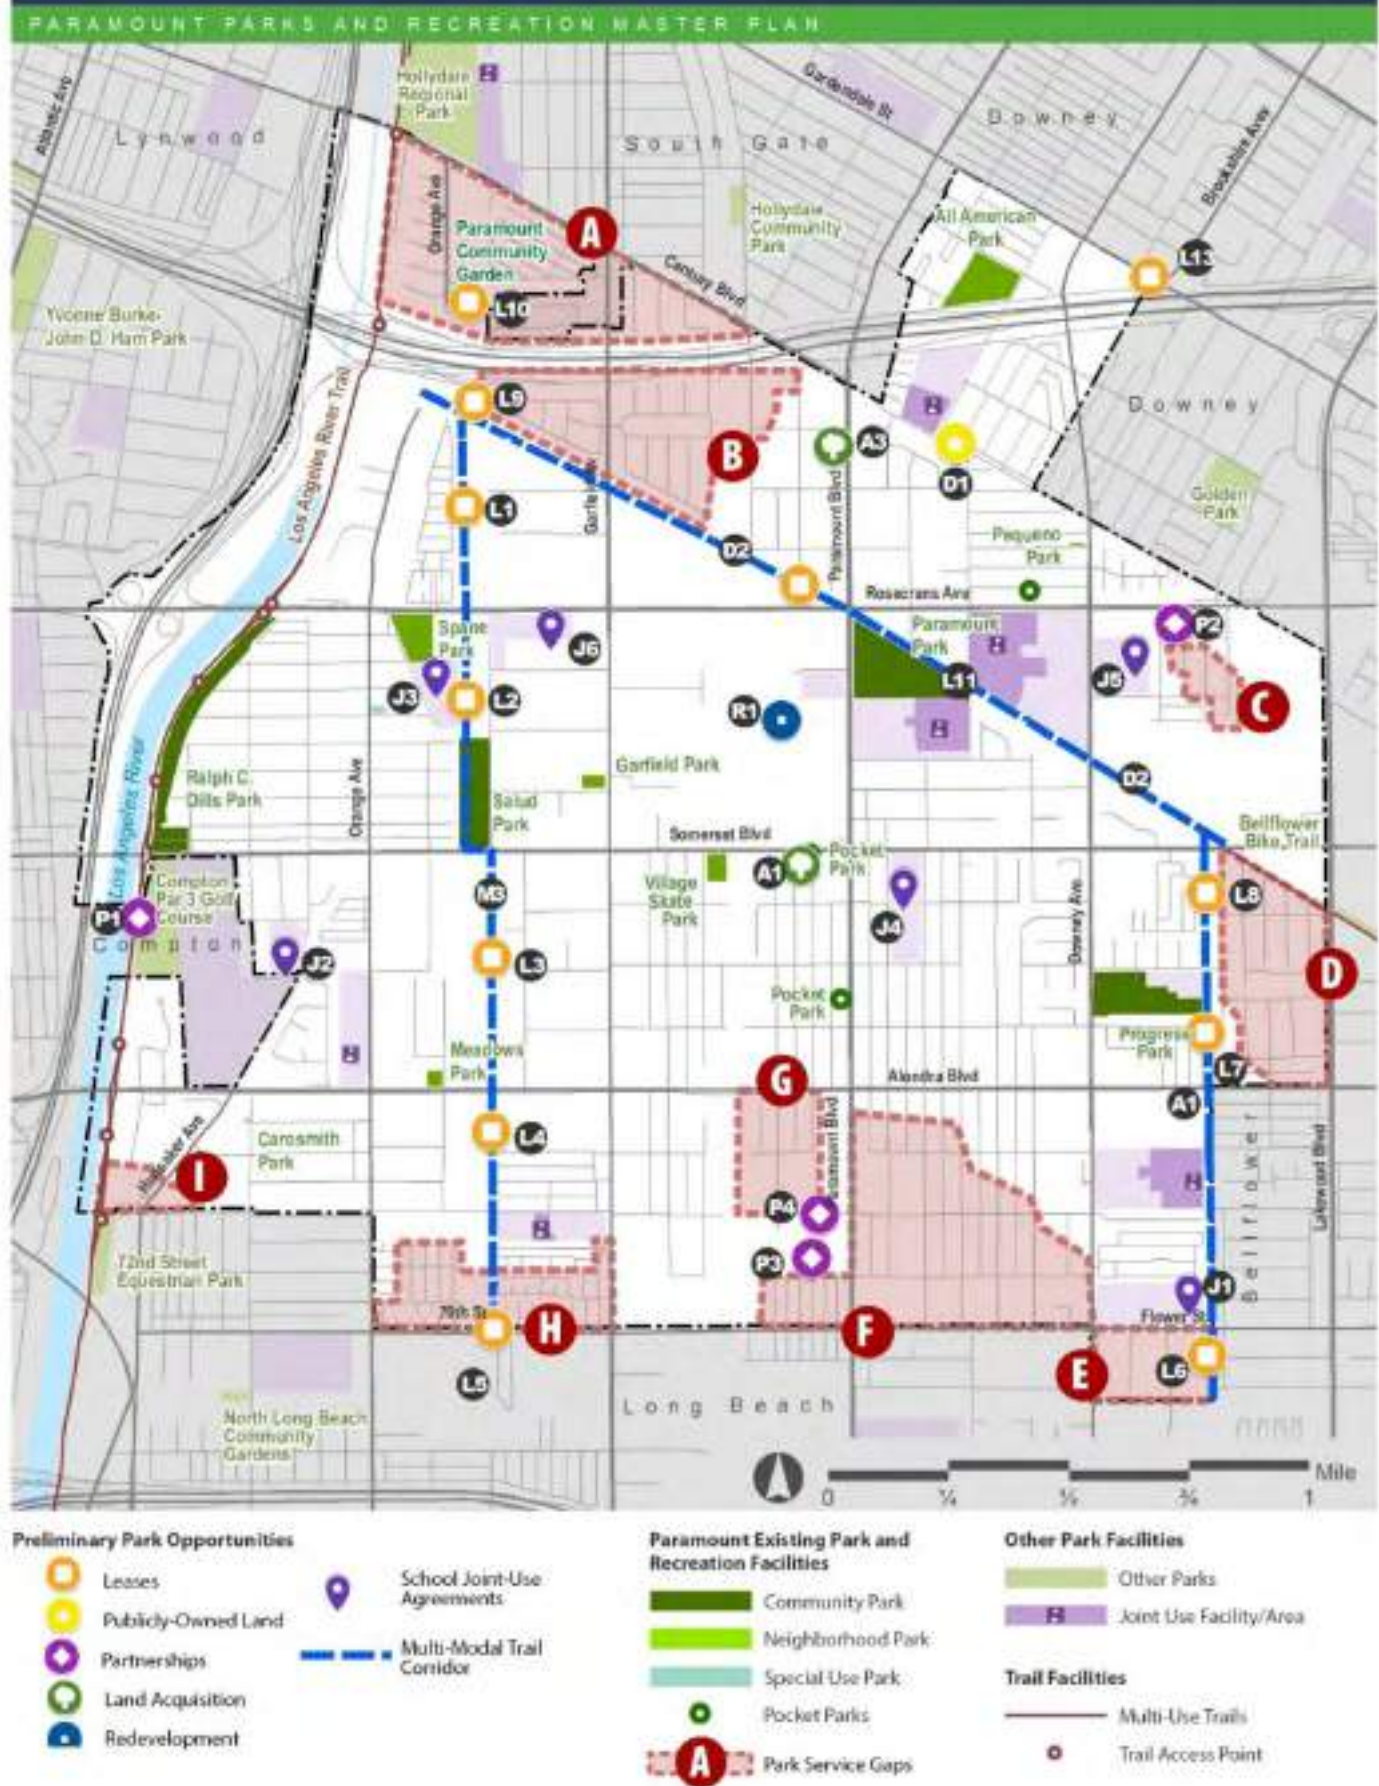 PARAMOUNT PARKS AND RECREATION MASTER PLAN
Hollydale
Regional
Park
Gardendale St
Downey
Atlantic Ave
Lynwood
South Gate
Brookshire Aves
Orange Ave
Paramount
Community
Garden
A
Hollydale
Community
Park
All American
Park
L13
Century Blvd
L10
Yvonne Burke-
John D. Ham Park
Los Angeles River Trail
L9
Downey
B
A3
D1
Golden
Park
L1
Paramount Blvd
D2
Pequeno
Park
Rosecrans Ave
Spane
Park
J6
Paramount
Park
P2
J3
L2
L11
J5
C
R1
Los Angeles River
Ralph C.
Dills Park
Orange Ave
Garfield Park
Salud
Park
D2
Somerset Blvd
Bellflower
Bike Trail
A1
Pocket
Park
Compton
Par 3 Golf
Course
M3
Village
Skate
Park
L8
P1
Compton
J4
Downey Ave
J2
L3
D
Pocket
Park
Progress
Park
Meadows
Park
L7
G
Alondra Blvd
A1
L4
Carosmith
Park
I
Bellflower
Lakewood Blvd
P4
72nd Street
Equestrian Park
P3
J1
70th St
H
F
Flower St
E
L6
L5
Long Beach
North Long Beach
Community
Gardens
Mile
0 ¼ ½ ¾ 1
Preliminary Park Opportunities
Leases
Publicly-Owned Land
Partnerships
Land Acquisition
Redevelopment
School Joint-Use
Agreements
Multi-Modal Trail
Corridor
Paramount Existing Park and
Recreation Facilities
Community Park
Neighborhood Park
Special Use Park
Pocket Parks
A
Park Service Gaps
Other Park Facilities
Other Parks
Joint Use Facility/Area
Trail Facilities
Multi-Use Trails
Trail Access Point